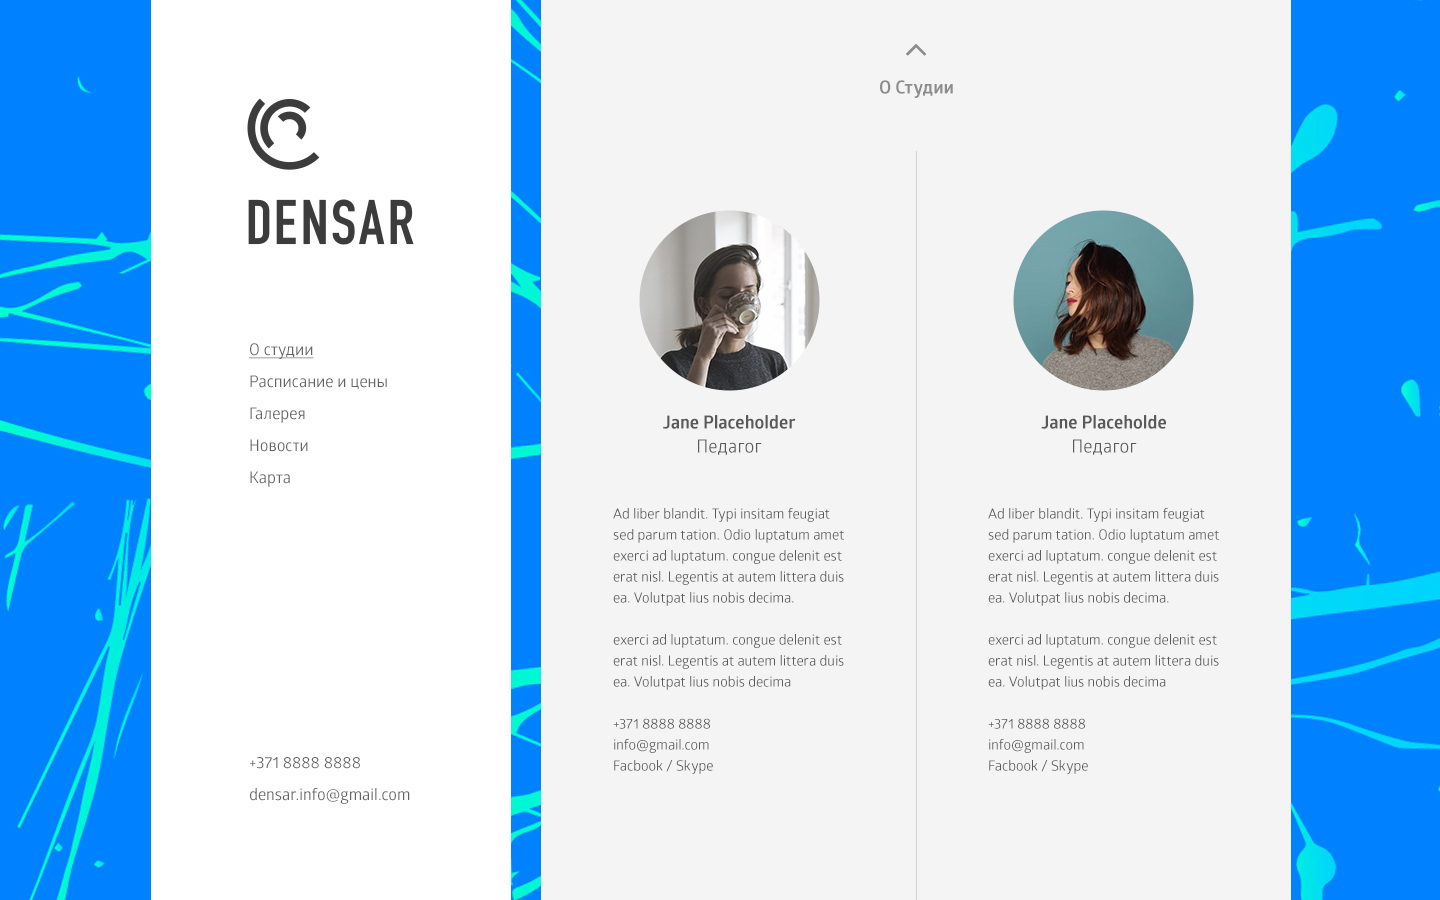 DENSAR
О студии
Расписание и цены
Галерея
Новости
Карта
+371 8888 8888
densar.info@gmail.com
О Студии
Jane Placeholder
Педагог
Ad liber blandit. Typi insitam feugiat
sed parum tation. Odio luptatum amet
exerci ad luptatum. congue delenit est
erat nisl. Legentis at autem littera duis
ea. Volutpat lius nobis decima.
exerci ad luptatum. congue delenit est
erat nisl. Legentis at autem littera duis
ea. Volutpat lius nobis decima
+371 8888 8888
info@gmail.com
Facbook / Skype
Jane Placeholde
Педагог
Ad liber blandit. Typi insitam feugiat
sed parum tation. Odio luptatum amet
exerci ad luptatum. congue delenit est
erat nisl. Legentis at autem littera duis
ea. Volutpat lius nobis decima.
exerci ad luptatum. congue delenit est
erat nisl. Legentis at autem littera duis
ea. Volutpat lius nobis decima
+371 8888 8888
info@gmail.com
Facbook / Skype